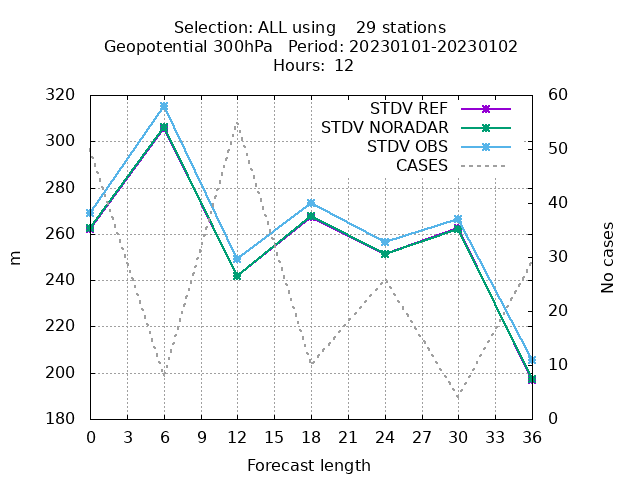 Selection: ALL using    29 stations
Geopotential 300hPa   Period: 20230101-20230102
Hours:  12
320
300
280
260
240
220
200
180
60
50
40
30
20
10
0
m
No cases
STDV REF
STDV NORADAR
STDV OBS
CASES
0 3 6 9 12 15 18 21 24 27 30 33 36
Forecast length